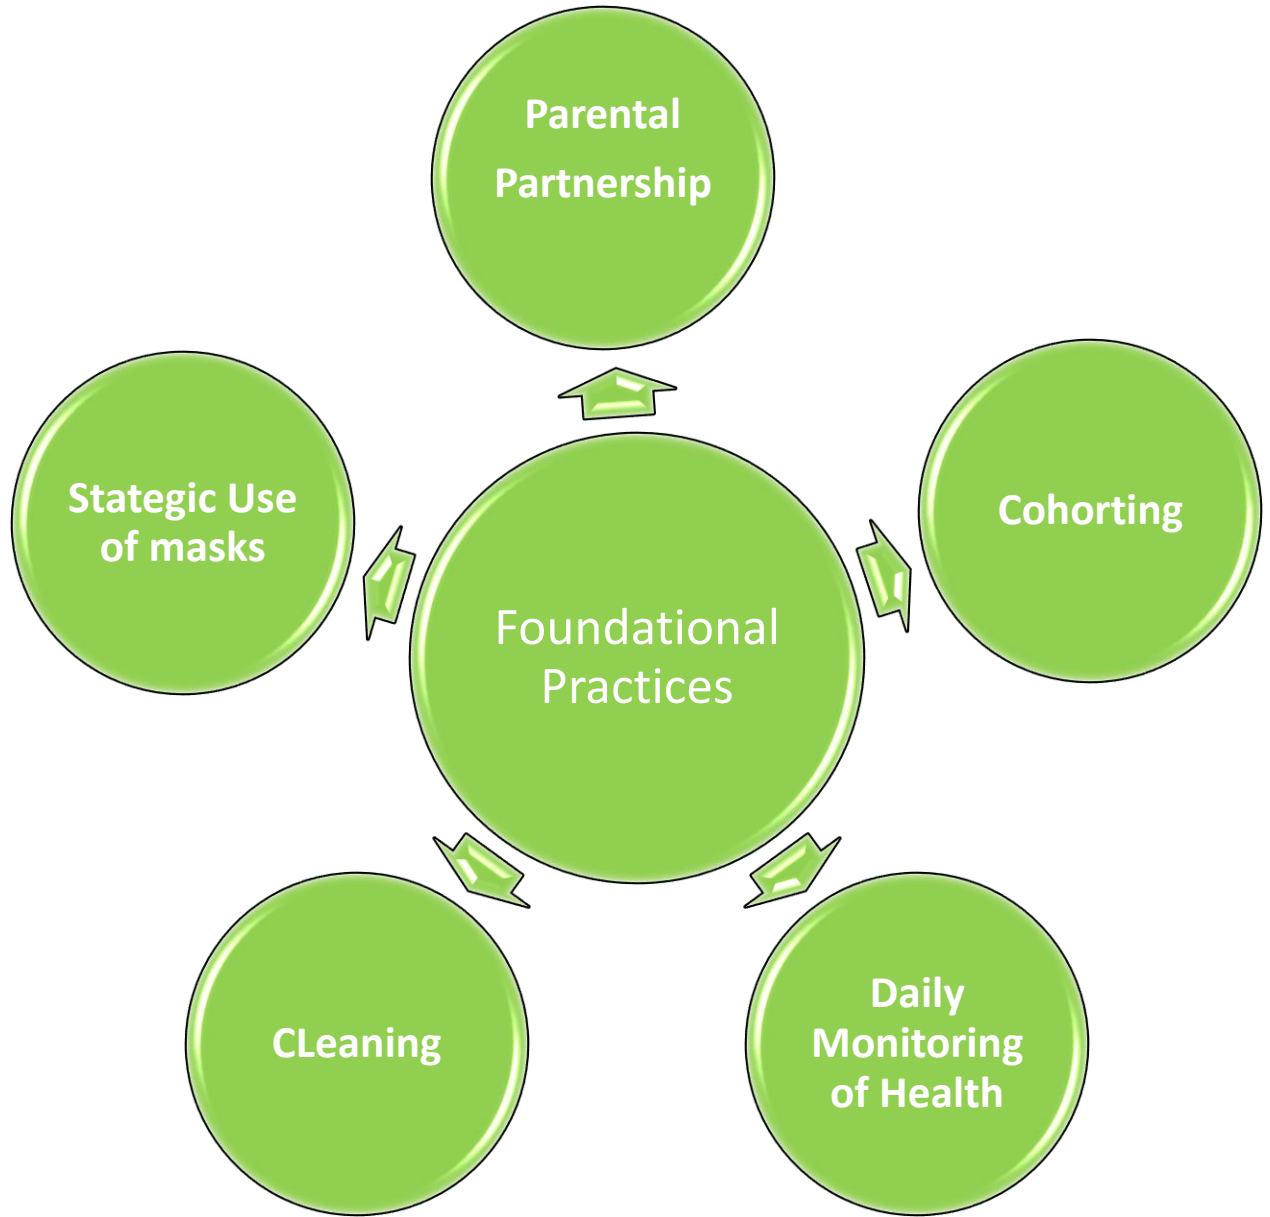 Parental
Partnership
Stategic Use
of masks
Cohorting
Foundational
Practices
CLeaning
Daily
Monitoring
of Health